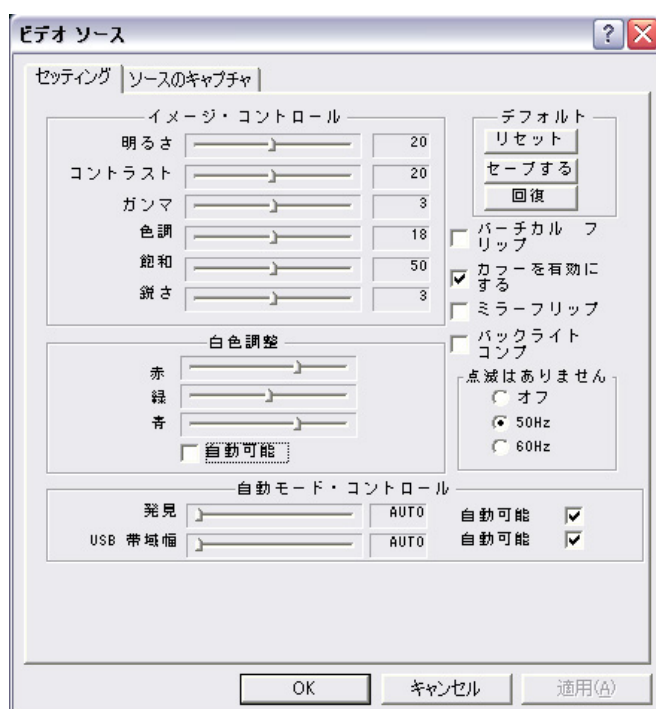 ビデオ ソース
セッティング
ソースのキャプチャ
イメージ・コントロール
明るさ 20
コントラスト 20
ガンマ 3
色調 18
飽和 50
鋭さ 3
デフォルト
リセット
セーブする
回復
バーチカル フ
リップ
カラーを有効に
する
ミラーフリップ
バックライト
コンプ
白色調整
赤
緑
青
自動可能
点滅はありません
オフ
50Hz
60Hz
自動モード・コントロール
発見 AUTO 自動可能
USB 帯域幅 AUTO 自動可能
OK
キャンセル
適用(A)